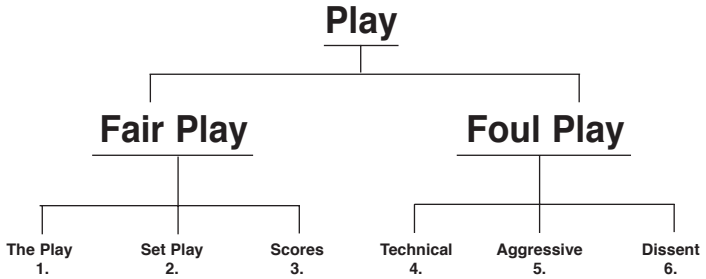 Play
Fair Play Foul Play
The Play Set Play Scores Technical Aggressive Dissent
1. 2. 3. 4. 5. 6.